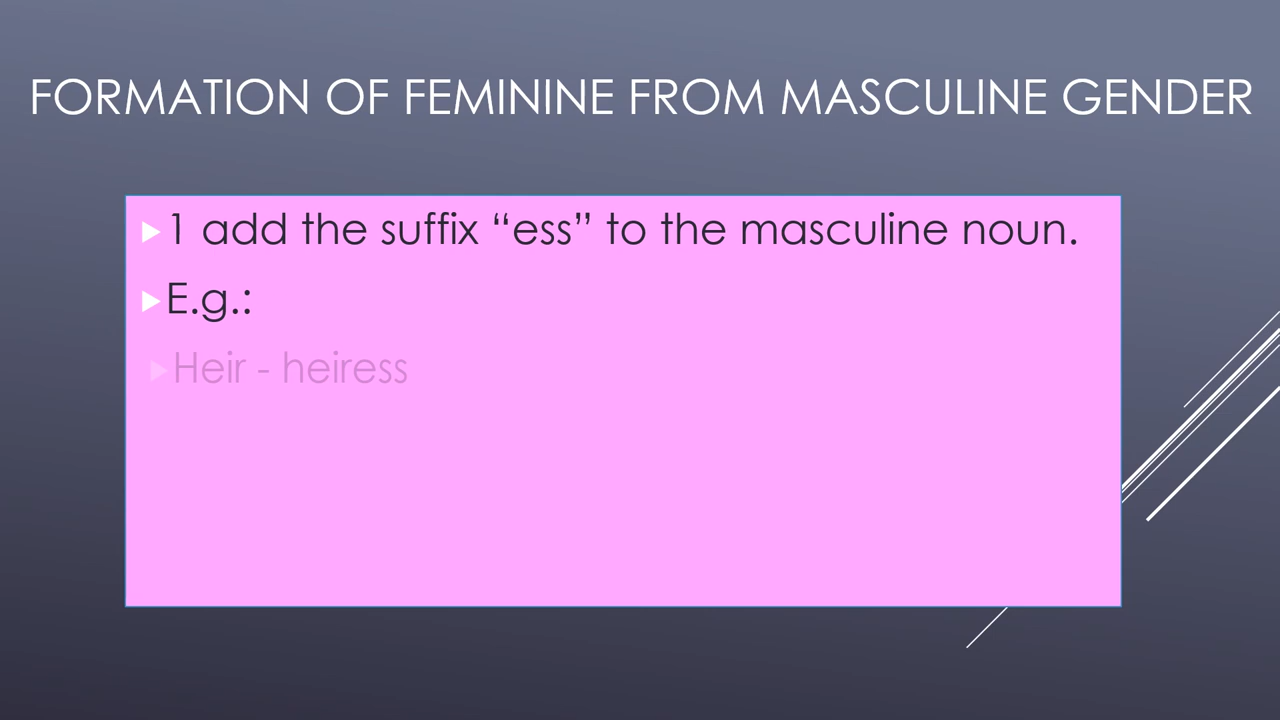 FORMATION OF FEMININE FROM MASCULINE GENDER
1 add the suffix “ess” to the masculine noun.
E.g.:
Heir - heiress